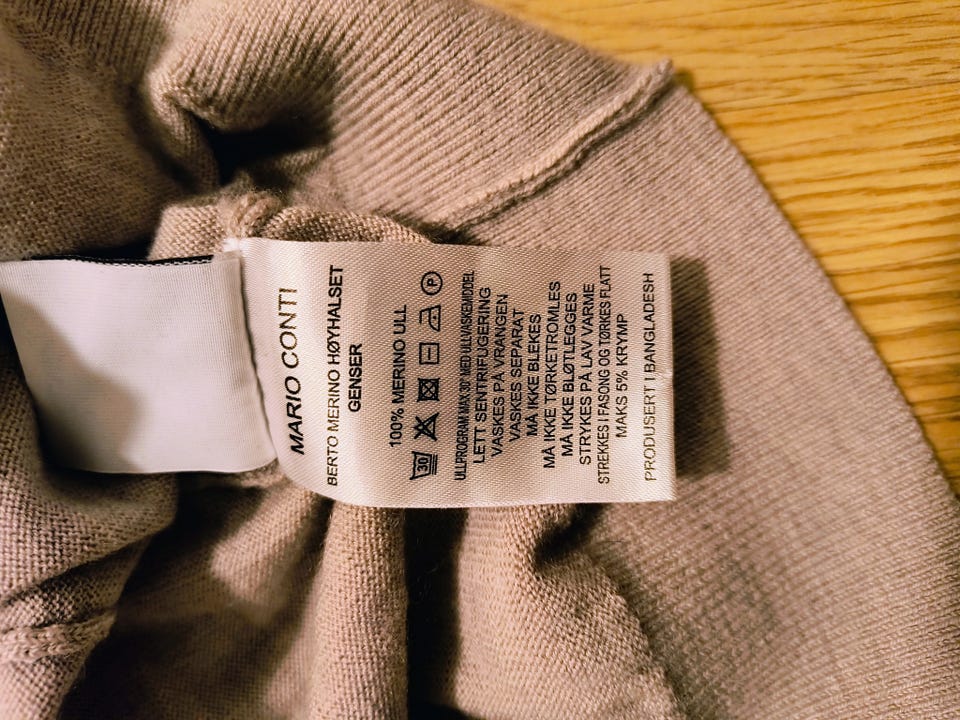 MARIO CONTI
BERTO MERINO HØYHALSET
GENSER
100% MERINO ULL
30 P
ULLPROGRAM MAX 30° MED ULLVASKEMIDDEL
LETT SENTRIFUGERING
VASKES PÅ VRANGEN
VASKES SEPARAT
MÅ IKKE BLEKES
MÅ IKKE TØRKETROMLES
MÅ IKKE BLØTLEGGES
STRYKES PÅ LAV VARME
STREKKES I FASONG OG TØRKES FLATT
MAKS 5% KRYMP
PRODUSERT I BANGLADESH